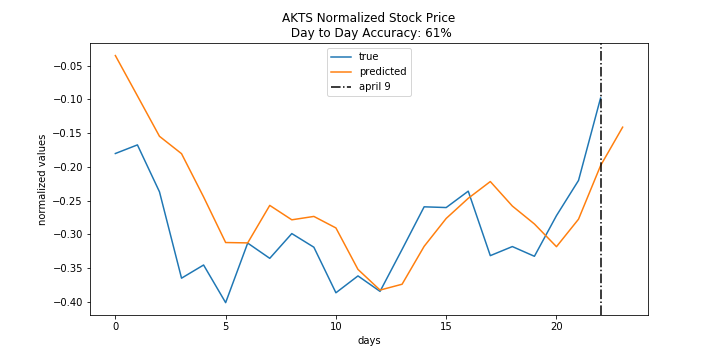 AKTS Normalized Stock Price
Day to Day Accuracy: 61%
true
predicted
april 9
−0.05
−0.10
−0.15
−0.20
−0.25
−0.30
−0.35
−0.40
normalized values
0 5 10 15 20
days